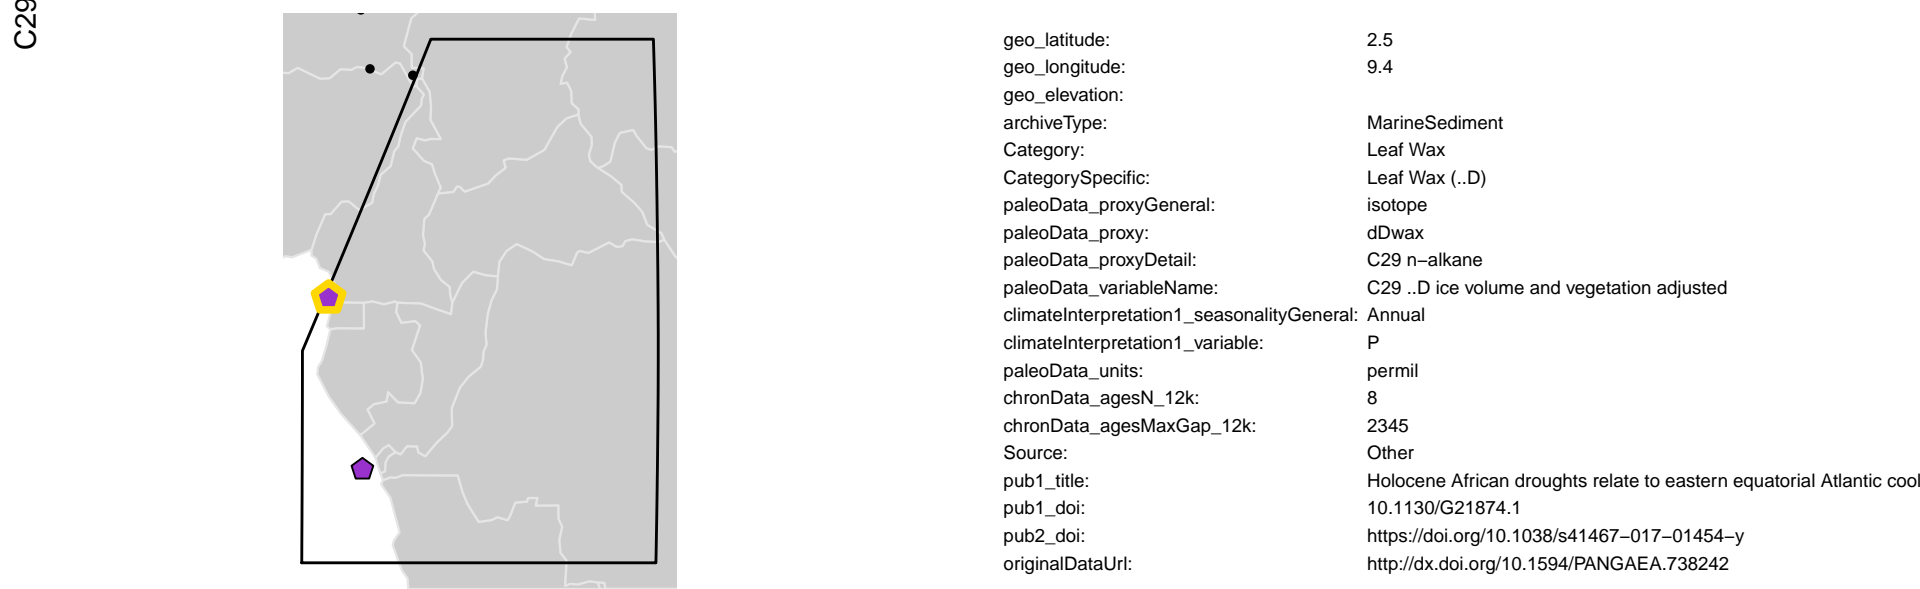 C29
geo_latitude: 2.5
geo_longitude: 9.4
geo_elevation:
archiveType: MarineSediment
Category: Leaf Wax
CategorySpecific: Leaf Wax (..D)
paleoData_proxyGeneral: isotope
paleoData_proxy: dDwax
paleoData_proxyDetail: C29 n−alkane
paleoData_variableName: C29 ..D ice volume and vegetation adjusted
climateInterpretation1_seasonalityGeneral: Annual
climateInterpretation1_variable: P
paleoData_units: permil
chronData_agesN_12k: 8
chronData_agesMaxGap_12k: 2345
Source: Other
pub1_title: Holocene African droughts relate to eastern equatorial Atlantic cool
pub1_doi: 10.1130/G21874.1
pub2_doi: https://doi.org/10.1038/s41467−017−01454−y
originalDataUrl: http://dx.doi.org/10.1594/PANGAEA.738242